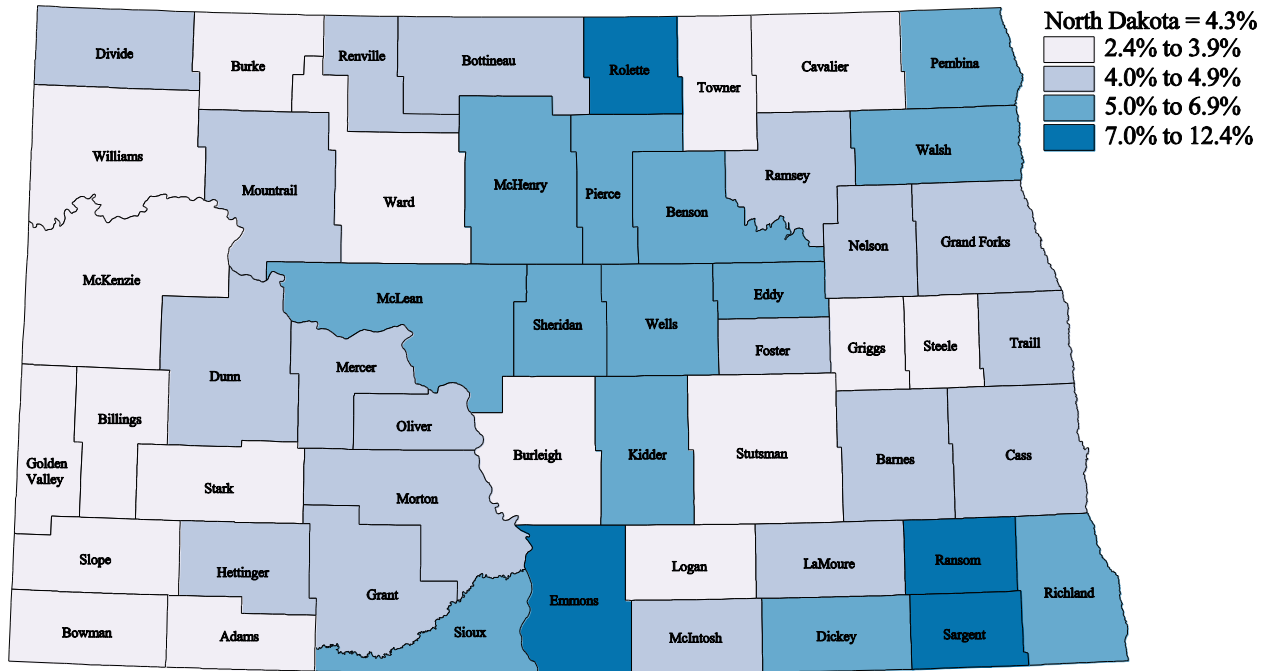 North Dakota = 4.3%
2.4% to 3.9%
4.0% to 4.9%
5.0% to 6.9%
7.0% to 12.4%
Divide
Burke
Renville
Bottineau
Rolette
Towner
Cavalier
Pembina
Williams
Mountrail
Ward
McHenry
Pierce
Benson
Ramsey
Walsh
Nelson
Grand Forks
McKenzie
McLean
Sheridan
Wells
Eddy
Foster
Griggs
Steele
Traill
Dunn
Mercer
Oliver
Billings
Golden
Valley
Stark
Morton
Burleigh
Kidder
Stutsman
Barnes
Cass
Slope
Hettinger
Grant
Emmons
Logan
LaMoure
Ransom
Richland
Bowman
Adams
Sioux
McIntosh
Dickey
Sargent